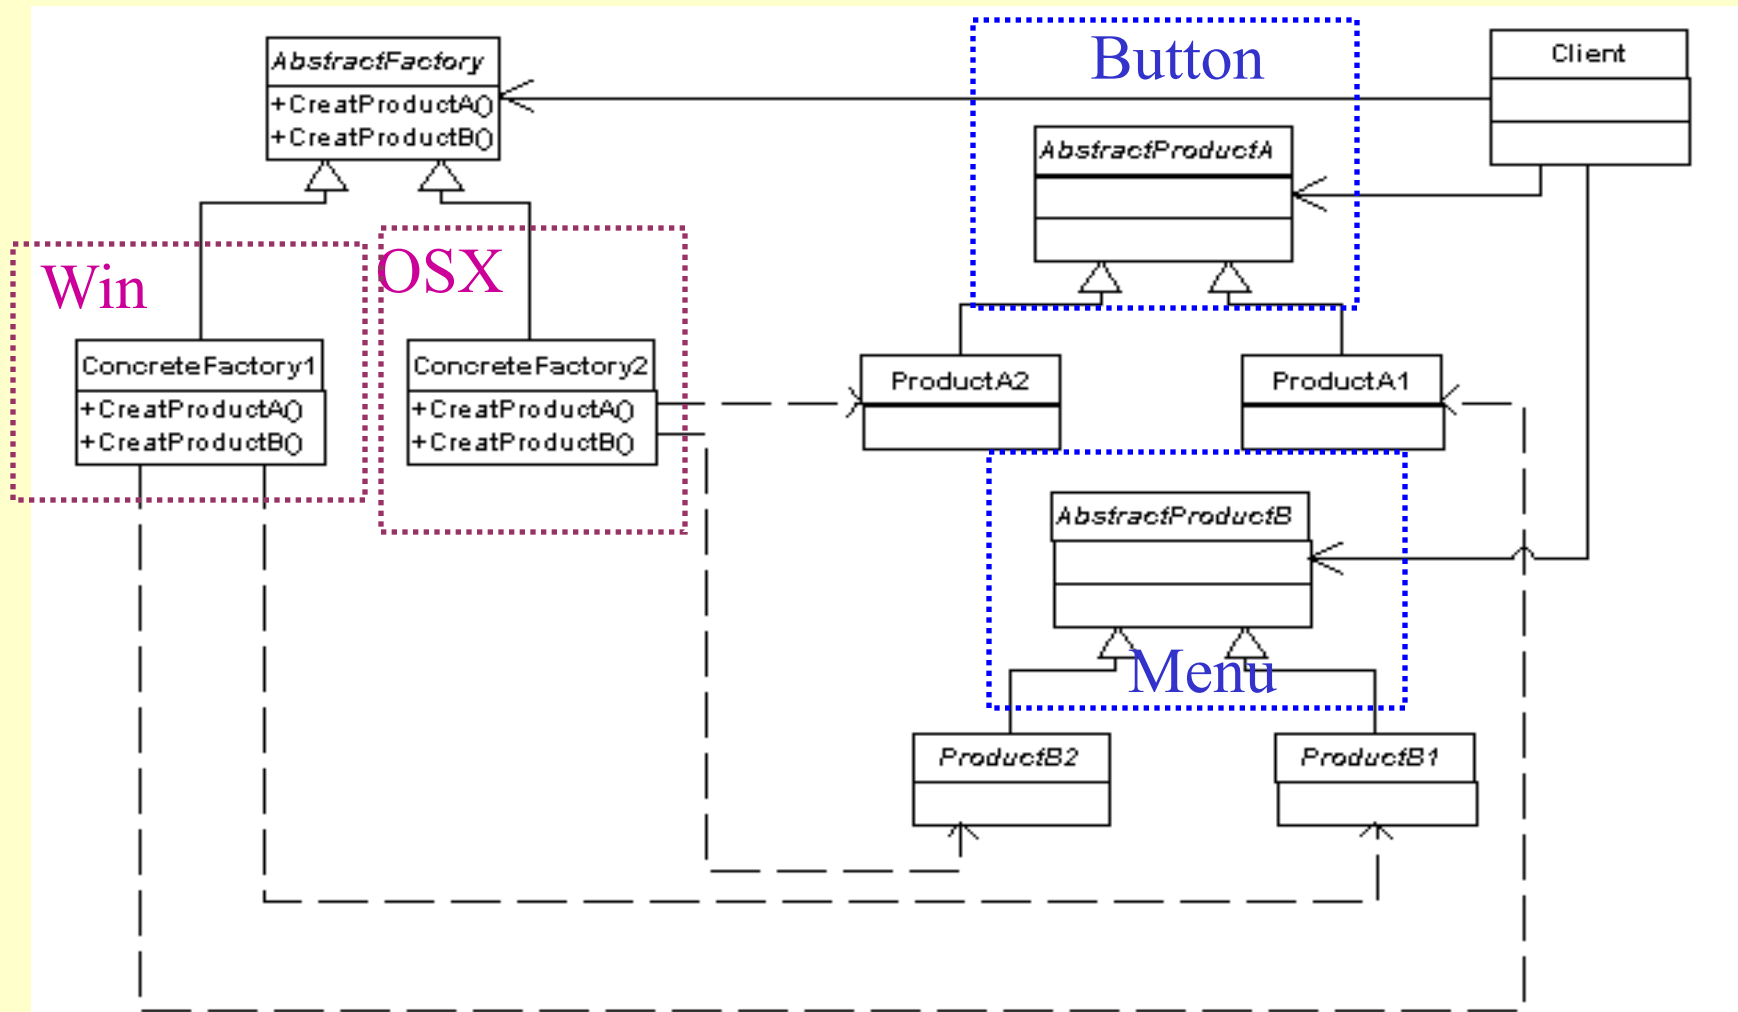 AbstractFactory
+CreatProductA()
+CreatProductB()
Button
Client
AbstractProductA
Win
OSX
ConcreteFactory1
+CreatProductA()
+CreatProductB()
ConcreteFactory2
+CreatProductA()
+CreatProductB()
ProductA2
ProductA1
AbstractProductB
Menu
ProductB2
ProductB1